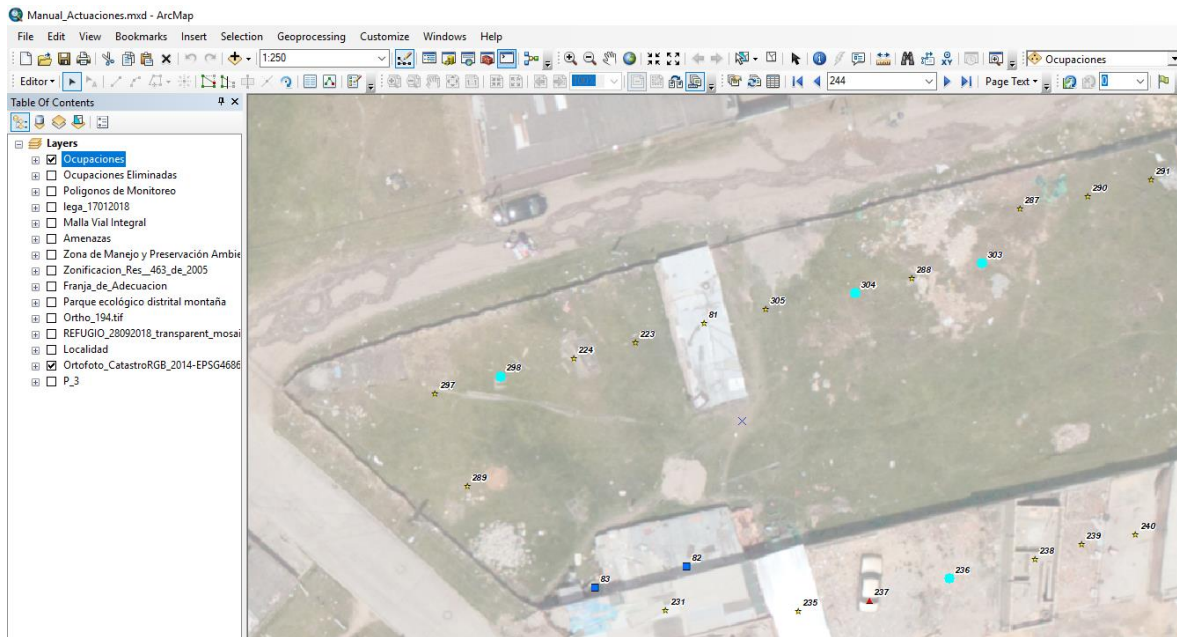 Manual_Actuaciones.mxd - ArcMap
File Edit View Bookmarks Insert Selection Geoprocessing Customize Windows Help
1:250
Ocupaciones
Editor
244
Page Text
0
Table Of Contents
Layers
Ocupaciones
Ocupaciones Eliminadas
Poligonos de Monitoreo
lega_17012018
Malla Vial Integral
Amenazas
Zona de Manejo y Preservación Ambie
Zonificacion_Res__463_de_2005
Franja_de_Adecuacion
Parque ecológico distrital montaña
Ortho_194.tif
REFUGIO_28092018_transparent_mosai
Localidad
Ortofoto_CatastroRGB_2014-EPSG4686
P_3
291
290
287
303
288
304
305
81
223
224
298
297
289
240
239
238
82
236
83
237
231
235